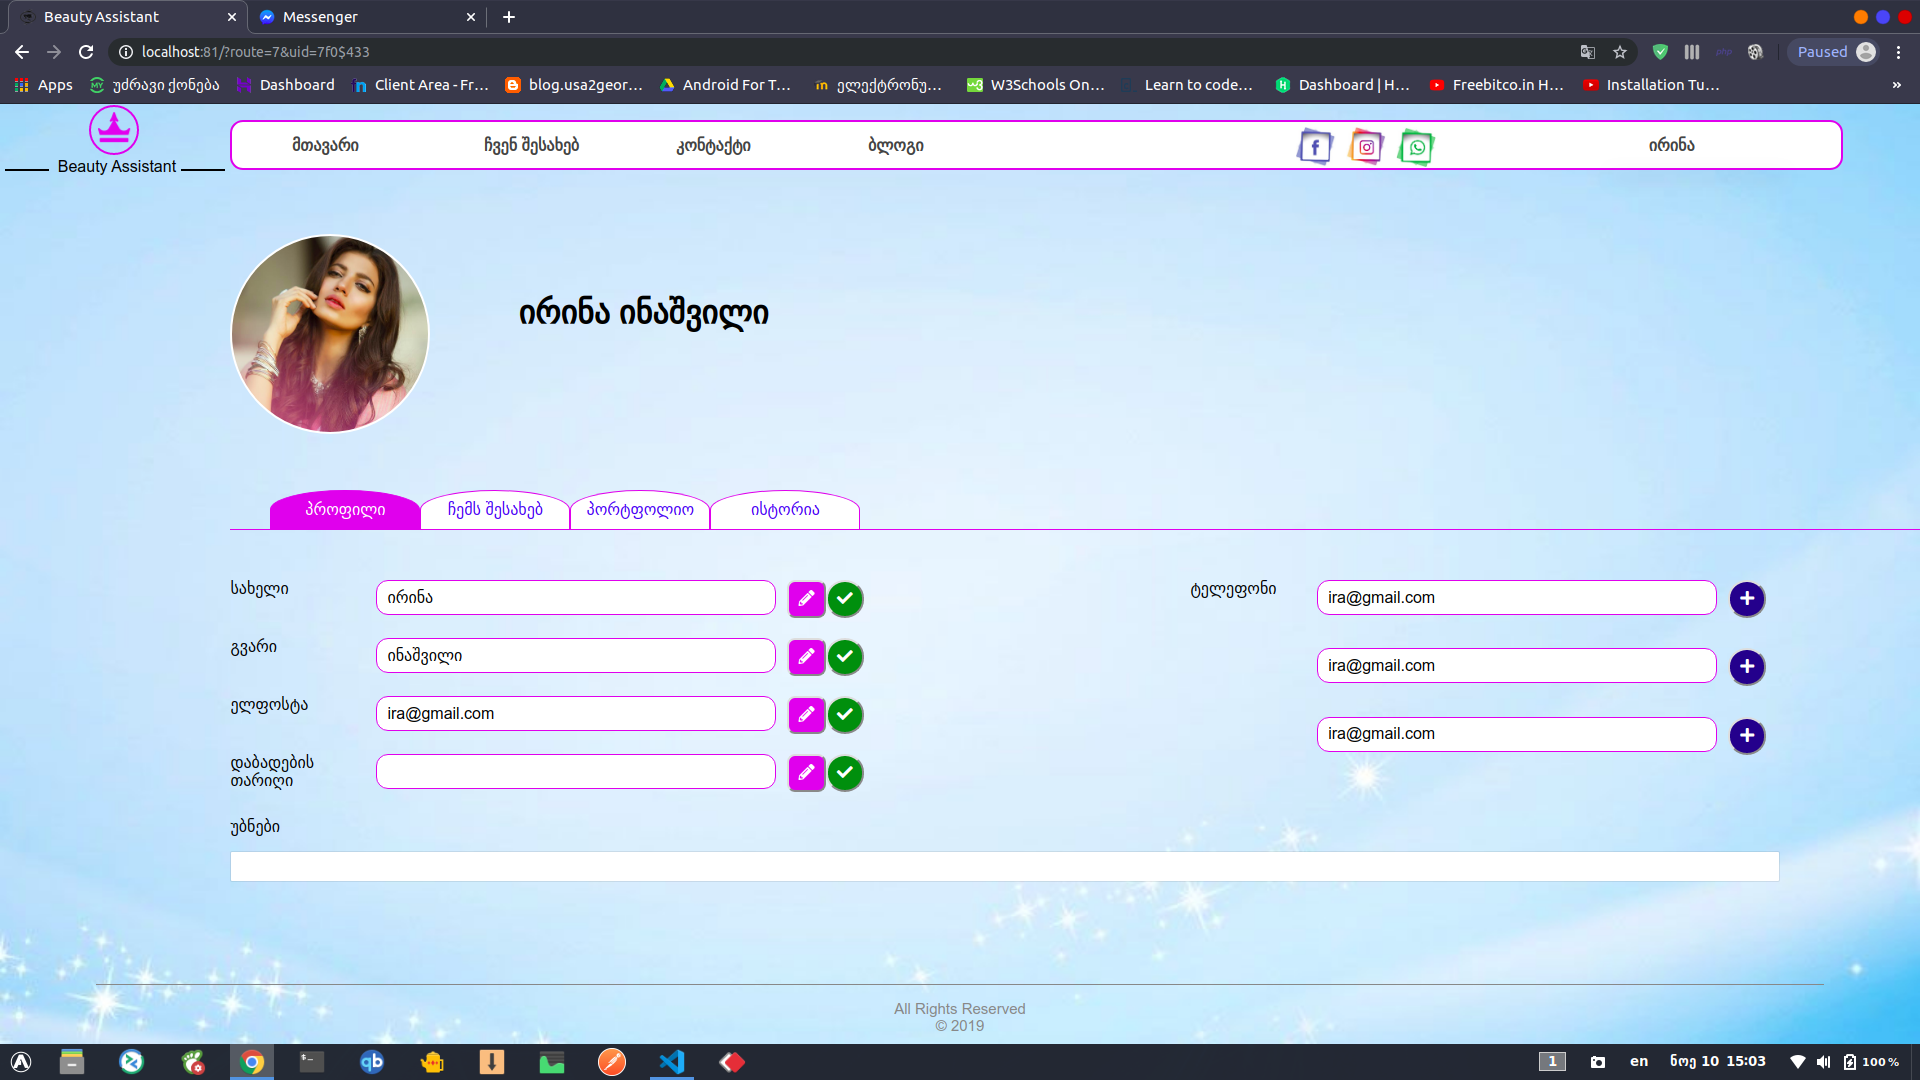 Beauty Assistant
Messenger
localhost:81/?route=7&uid=7f0$433
Paused
Apps
უძრავი ქონება
Dashboard
Client Area - Fr...
blog.usa2geor...
Android For T...
ელექტრონუ...
W3Schools On...
Learn to code...
Dashboard | H...
Freebitco.in H...
Installation Tu...
»
Beauty Assistant
მთავარი
ჩვენ შესახებ
კონტაქტი
ბლოგი
ირინა
ირინა ინაშვილი
პროფილი
ჩემს შესახებ
პორტფოლიო
ისტორია
სახელი
ირინა
გვარი
ინაშვილი
ელფოსტა
ira@gmail.com
დაბადების
თარიღი
უბნები
ტელეფონი
ira@gmail.com
ira@gmail.com
ira@gmail.com
All Rights Reserved
© 2019
qb
1
en
ნოე 10 15:03
100 %